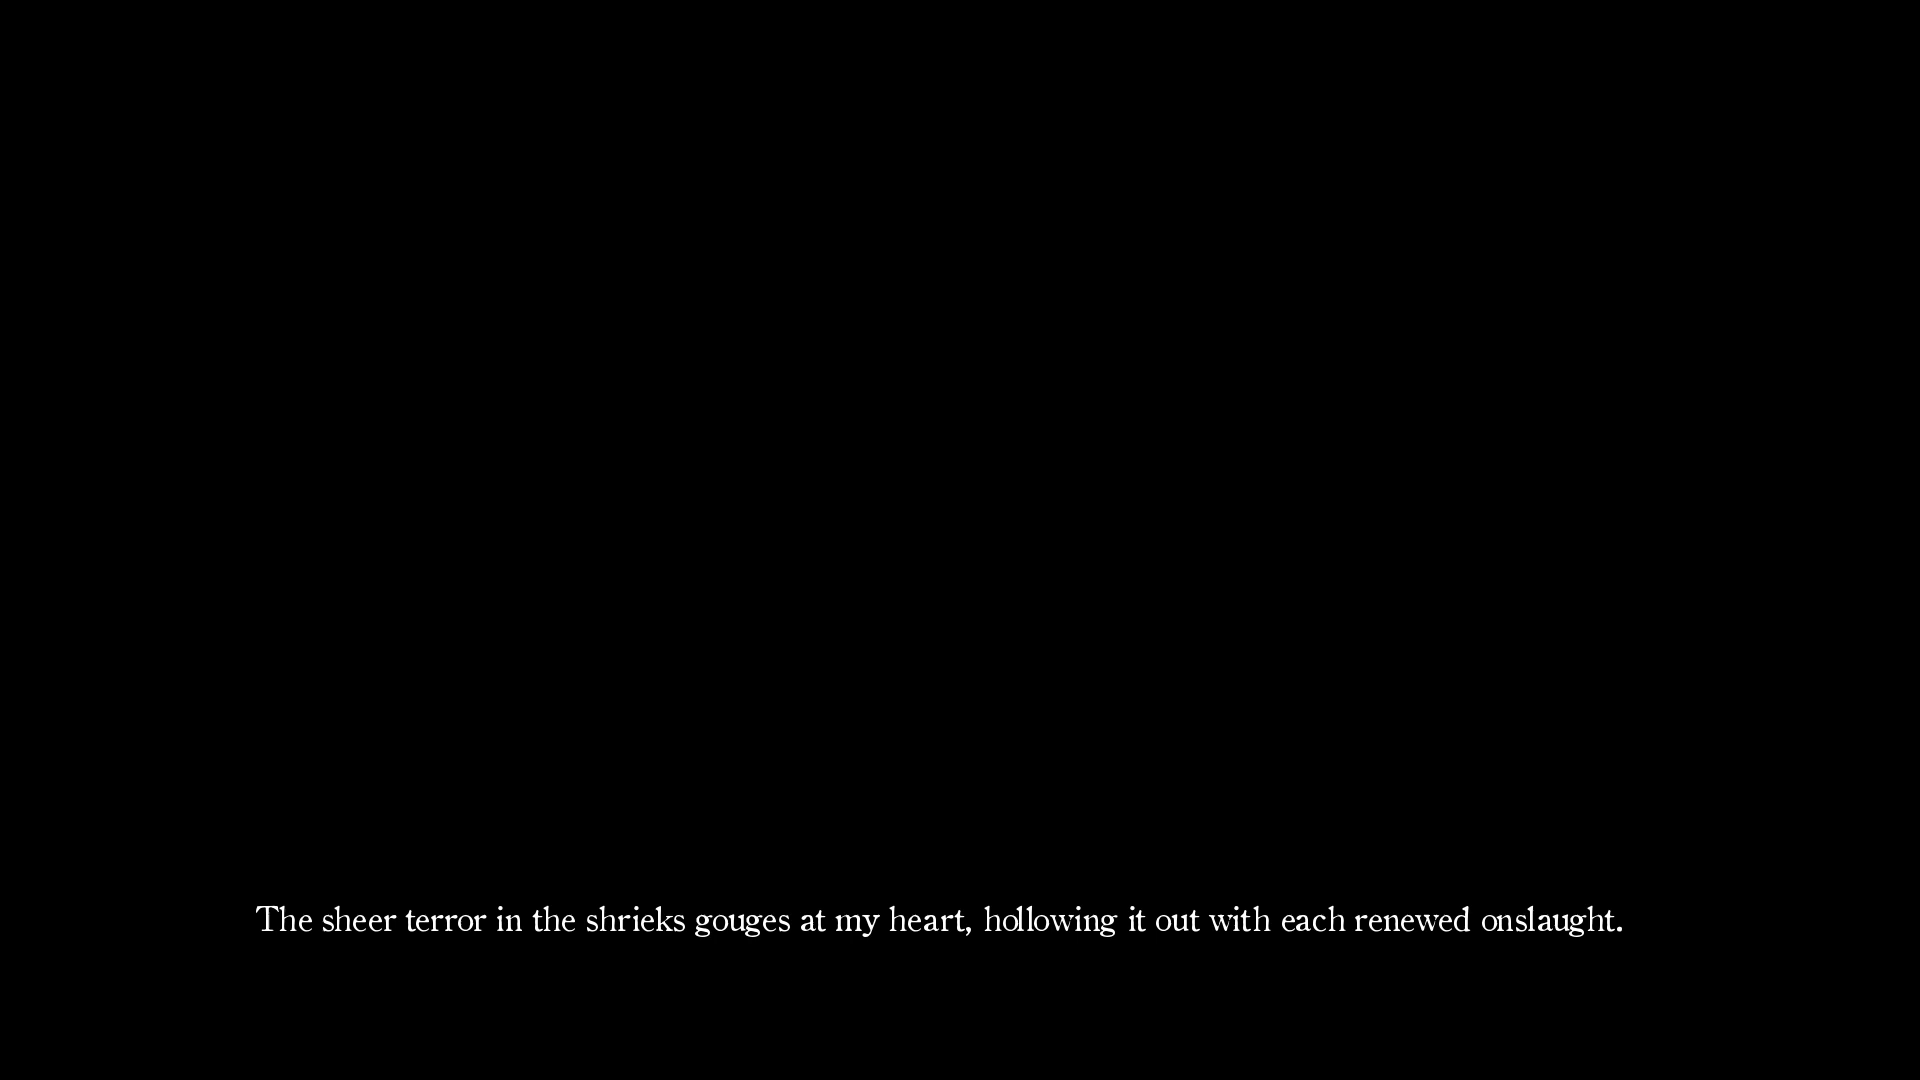 The sheer terror in the shrieks gouges at my heart, hollowing it out with each renewed onslaught.